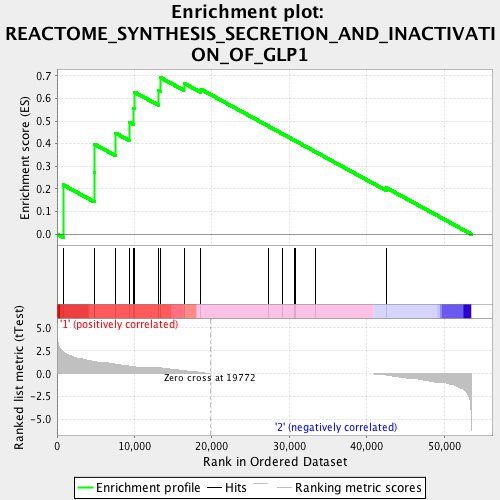 Enrichment plot:
REACTOME_SYNTHESIS_SECRETION_AND_INACTIVATI
ON_OF_GLP1
Enrichment score (ES)
0.7
0.6
0.5
0.4
0.3
0.2
0.1
0.0
'1' (positively correlated)
Ranked list metric (tTest)
5.0
2.5
0.0
-2.5
-5.0
Zero cross at 19772
'2' (negatively correlated)
0
10,000
20,000
30,000
40,000
50,000
Rank in Ordered Dataset
Enrichment profile
Hits
Ranking metric scores